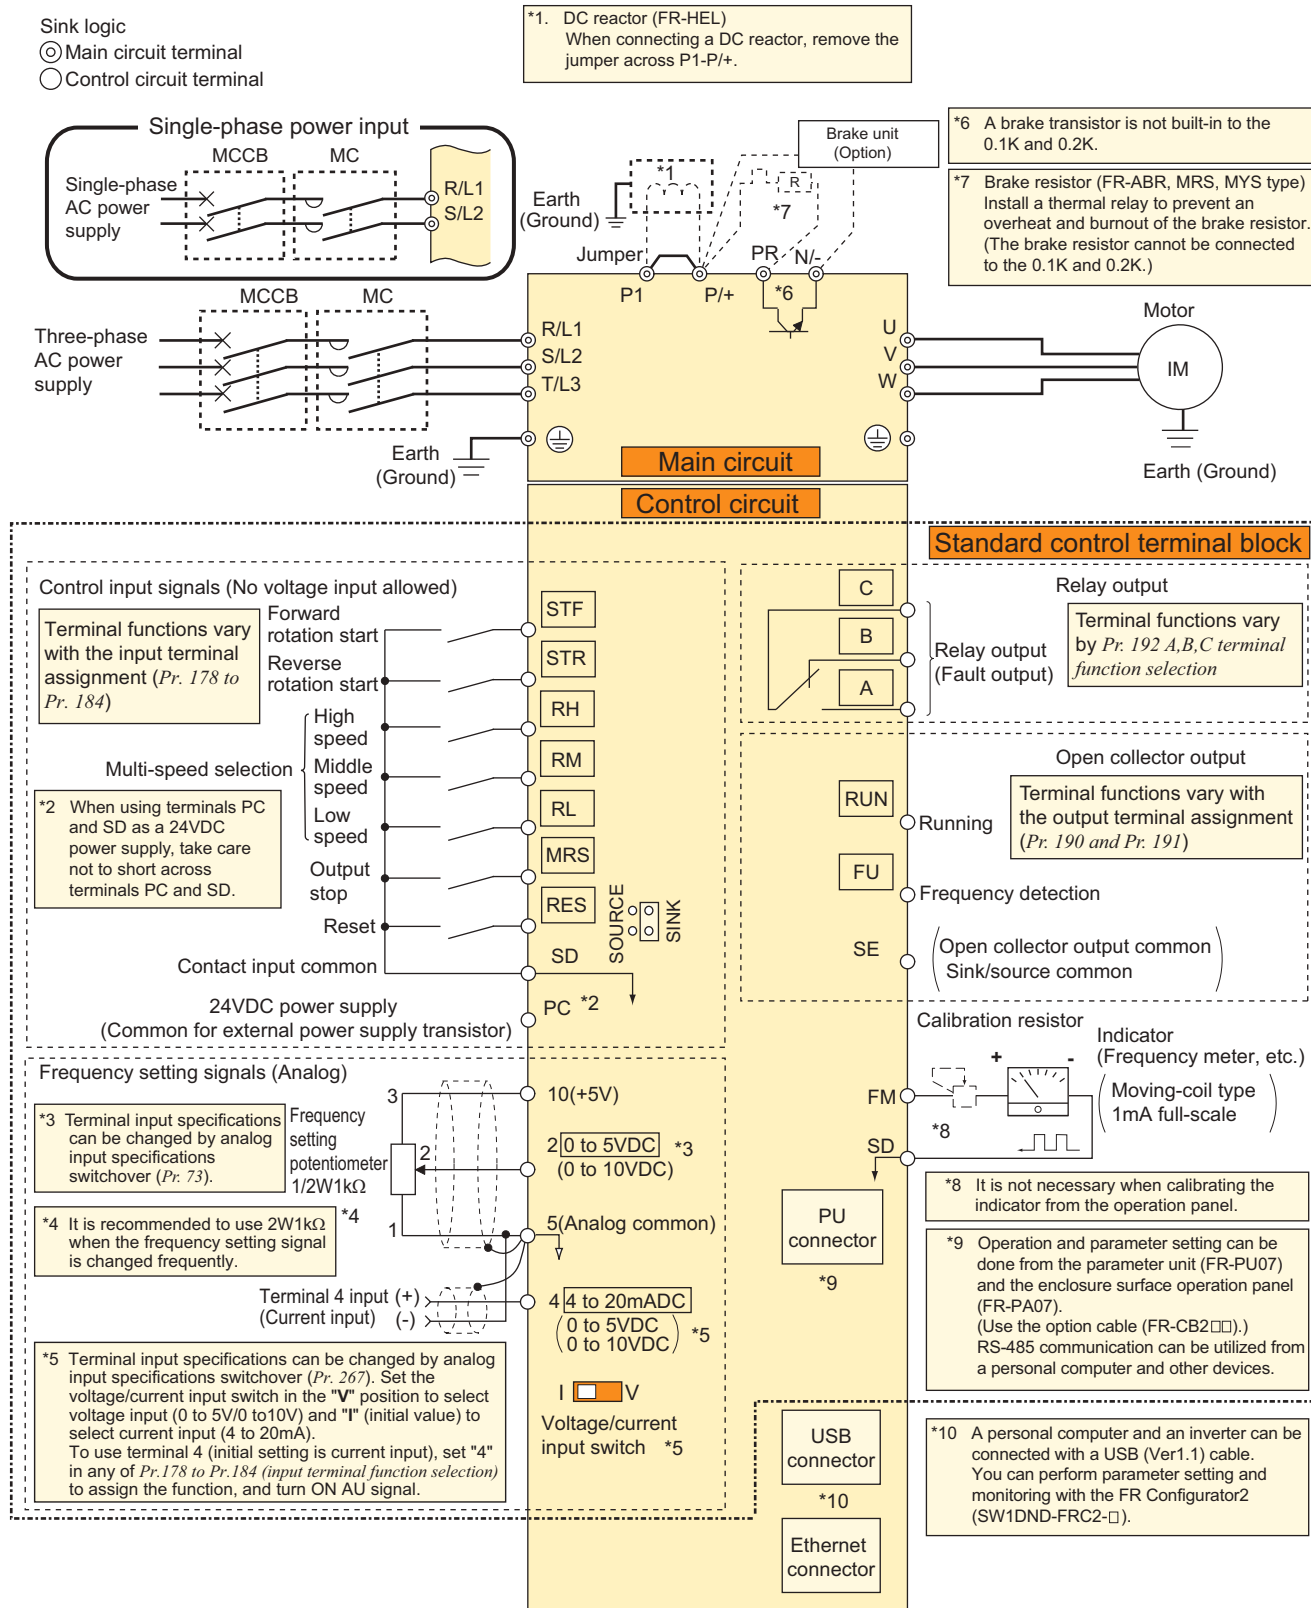 Sink logic
Main circuit terminal
Control circuit terminal
*1. DC reactor (FR-HEL)
When connecting a DC reactor, remove the
jumper across P1-P/+.
Single-phase power input
MCCB MC
Single-phase
AC power
supply
R/L1
S/L2
Earth
(Ground)
*1
R
*7
Brake unit
(Option)
*6 A brake transistor is not built-in to the
0.1K and 0.2K.
*7 Brake resistor (FR-ABR, MRS, MYS type)
Install a thermal relay to prevent an
overheat and burnout of the brake resistor.
(The brake resistor cannot be connected
to the 0.1K and 0.2K.)
Jumper
P1
P/+
PR
N/-
*6
MCCB MC
Three-phase
AC power
supply
R/L1
S/L2
T/L3
U
V
W
Motor
IM
Earth
(Ground)
Earth (Ground)
Main circuit
Control circuit
Standard control terminal block
Control input signals (No voltage input allowed)
Terminal functions vary
with the input terminal
assignment (Pr. 178 to
Pr. 184)
Forward
rotation start
Reverse
rotation start
High
speed
Multi-speed selection
Middle
speed
Low
speed
*2 When using terminals PC
and SD as a 24VDC
power supply, take care
not to short across
terminals PC and SD.
Output
stop
Reset
Contact input common
24VDC power supply
(Common for external power supply transistor)
STF
STR
RH
RM
RL
MRS
RES
SD
PC *2
SOURCE
SINK
C
B
A
Relay output
Relay output
(Fault output)
Terminal functions vary
by Pr. 192 A,B,C terminal
function selection
Open collector output
RUN
Running
Terminal functions vary with
the output terminal assignment
(Pr. 190 and Pr. 191)
FU
Frequency detection
SE
Open collector output common
Sink/source common
Frequency setting signals (Analog)
*3 Terminal input specifications
can be changed by analog
input specifications
switchover (Pr. 73).
Frequency
setting
potentiometer
1/2W1kΩ
*4
*4 It is recommended to use 2W1kΩ
when the frequency setting signal
is changed frequently.
3
2
1
10(+5V)
2 0 to 5VDC *3
(0 to 10VDC)
5(Analog common)
Terminal 4 input (+)
(Current input) (-)
4 4 to 20mADC
0 to 5VDC
0 to 10VDC
*5
*5 Terminal input specifications can be changed by analog
input specifications switchover (Pr. 267). Set the
voltage/current input switch in the "V" position to select
voltage input (0 to 5V/0 to10V) and "I" (initial value) to
select current input (4 to 20mA).
To use terminal 4 (initial setting is current input), set "4"
in any of Pr.178 to Pr.184 (input terminal function selection)
to assign the function, and turn ON AU signal.
I V
Voltage/current
input switch *5
Calibration resistor
Indicator
(Frequency meter, etc.)
+ -
Moving-coil type
1mA full-scale
FM
*8
SD
*8 It is not necessary when calibrating the
indicator from the operation panel.
PU
connector
*9
*9 Operation and parameter setting can be
done from the parameter unit (FR-PU07)
and the enclosure surface operation panel
(FR-PA07).
(Use the option cable (FR-CB2□□).)
RS-485 communication can be utilized from
a personal computer and other devices.
USB
connector
*10
*10 A personal computer and an inverter can be
connected with a USB (Ver1.1) cable.
You can perform parameter setting and
monitoring with the FR Configurator2
(SW1DND-FRC2-□).
Ethernet
connector